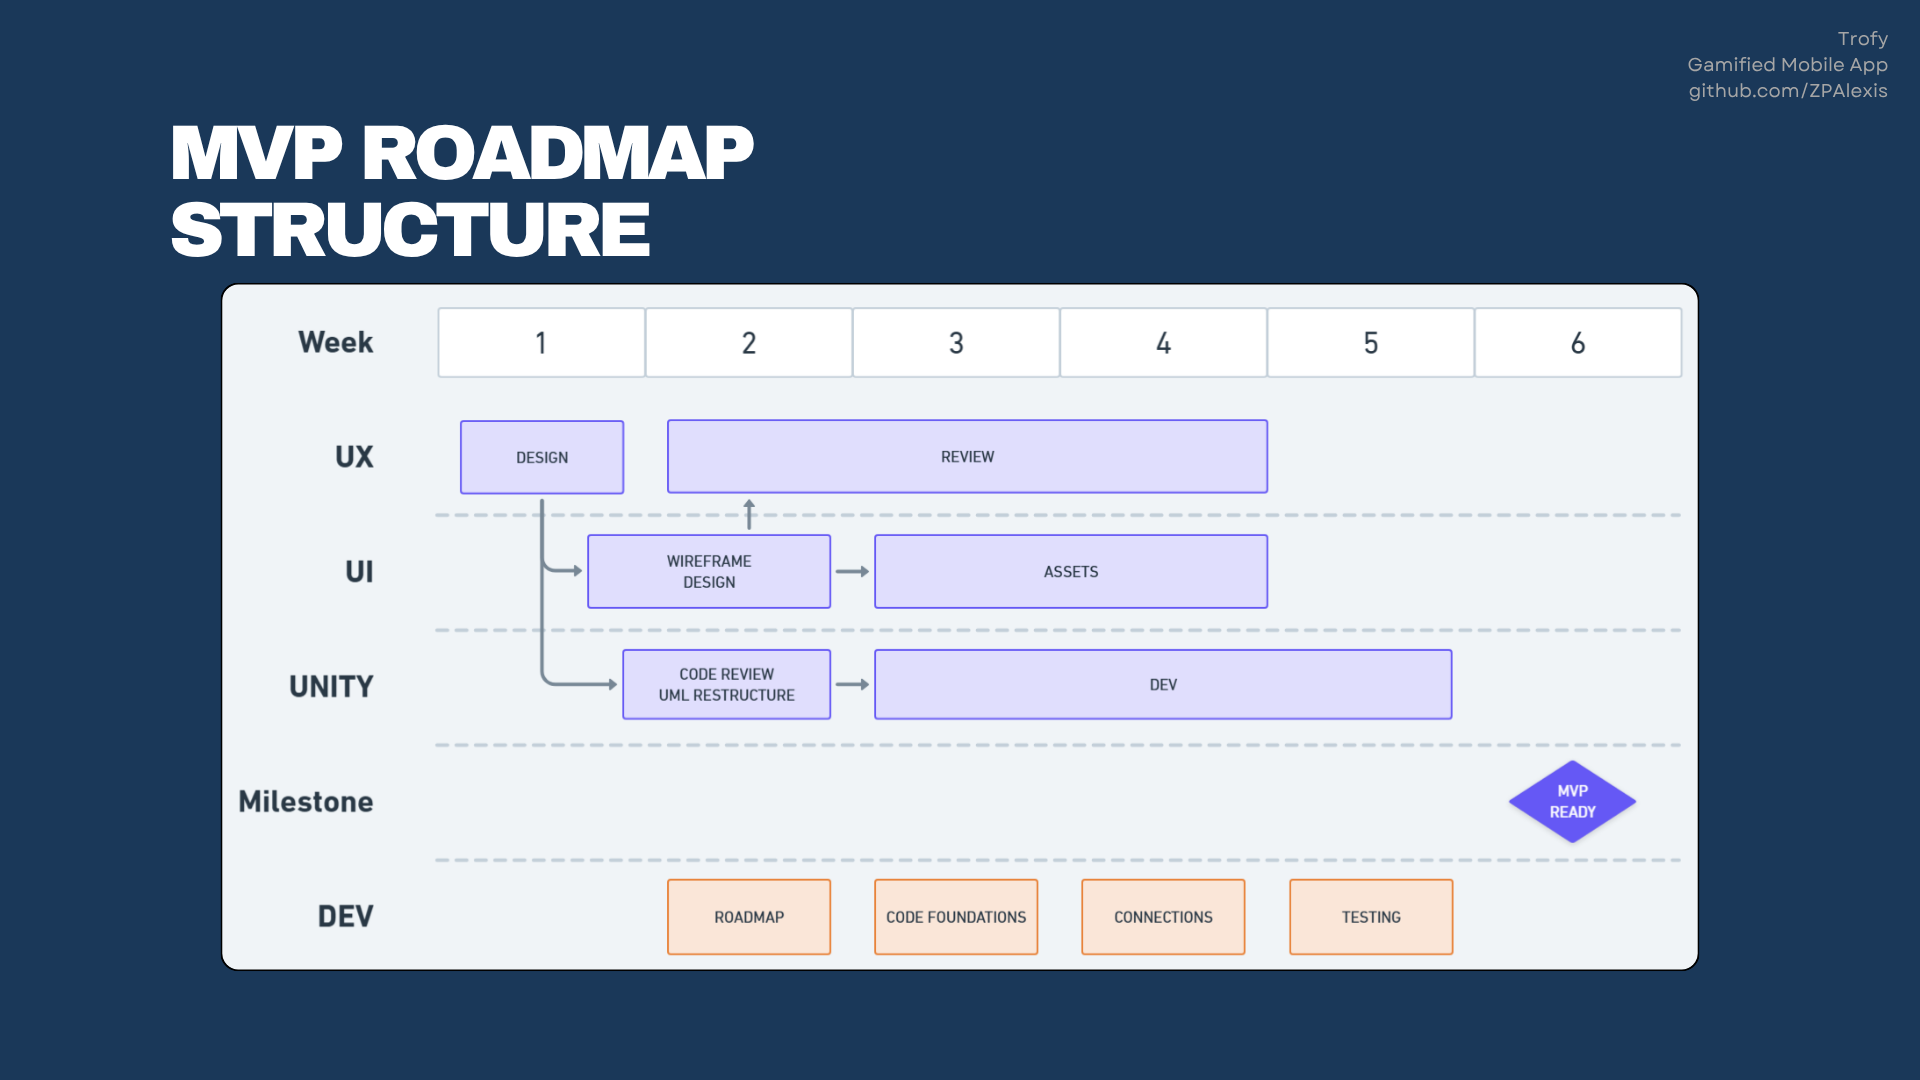 Trofy
Gamified Mobile App
github.com/ZPAlexis
MVP ROADMAP
STRUCTURE
Week
1
2
3
4
5
6
UX
DESIGN
REVIEW
UI
WIREFRAME
DESIGN
ASSETS
UNITY
CODE REVIEW
UML RESTRUCTURE
DEV
Milestone
MVP
READY
DEV
ROADMAP
CODE FOUNDATIONS
CONNECTIONS
TESTING